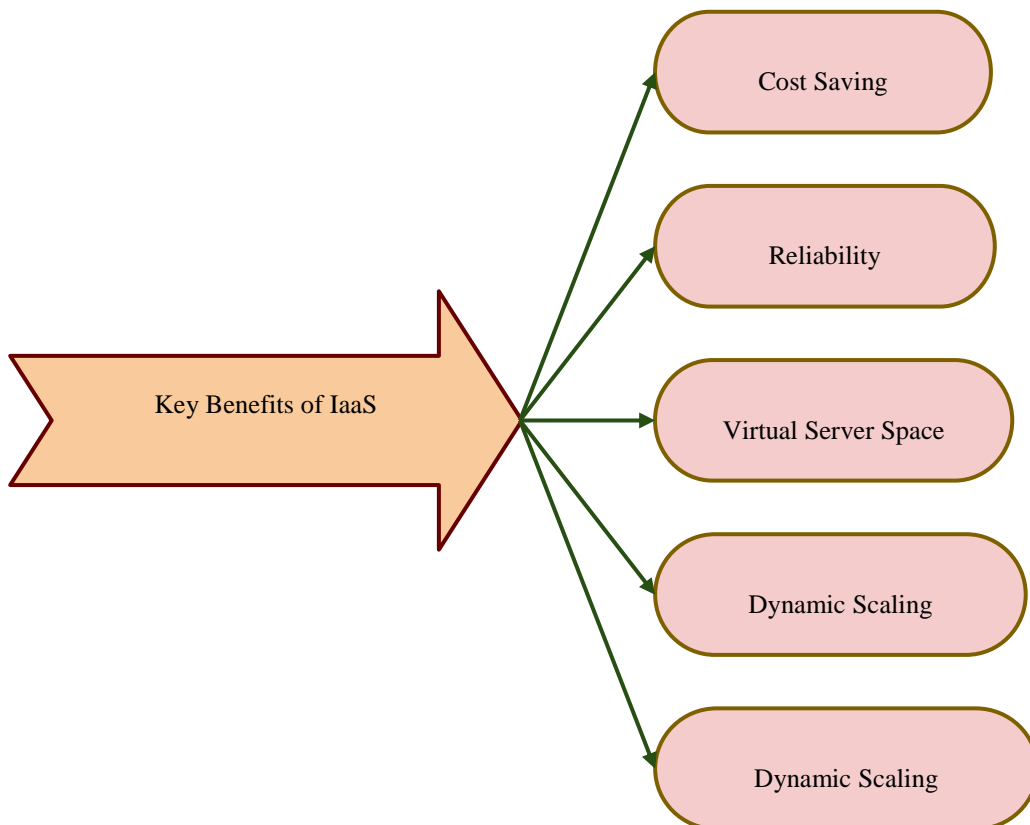 Cost Saving
Reliability
Key Benefits of IaaS
Virtual Server Space
Dynamic Scaling
Dynamic Scaling